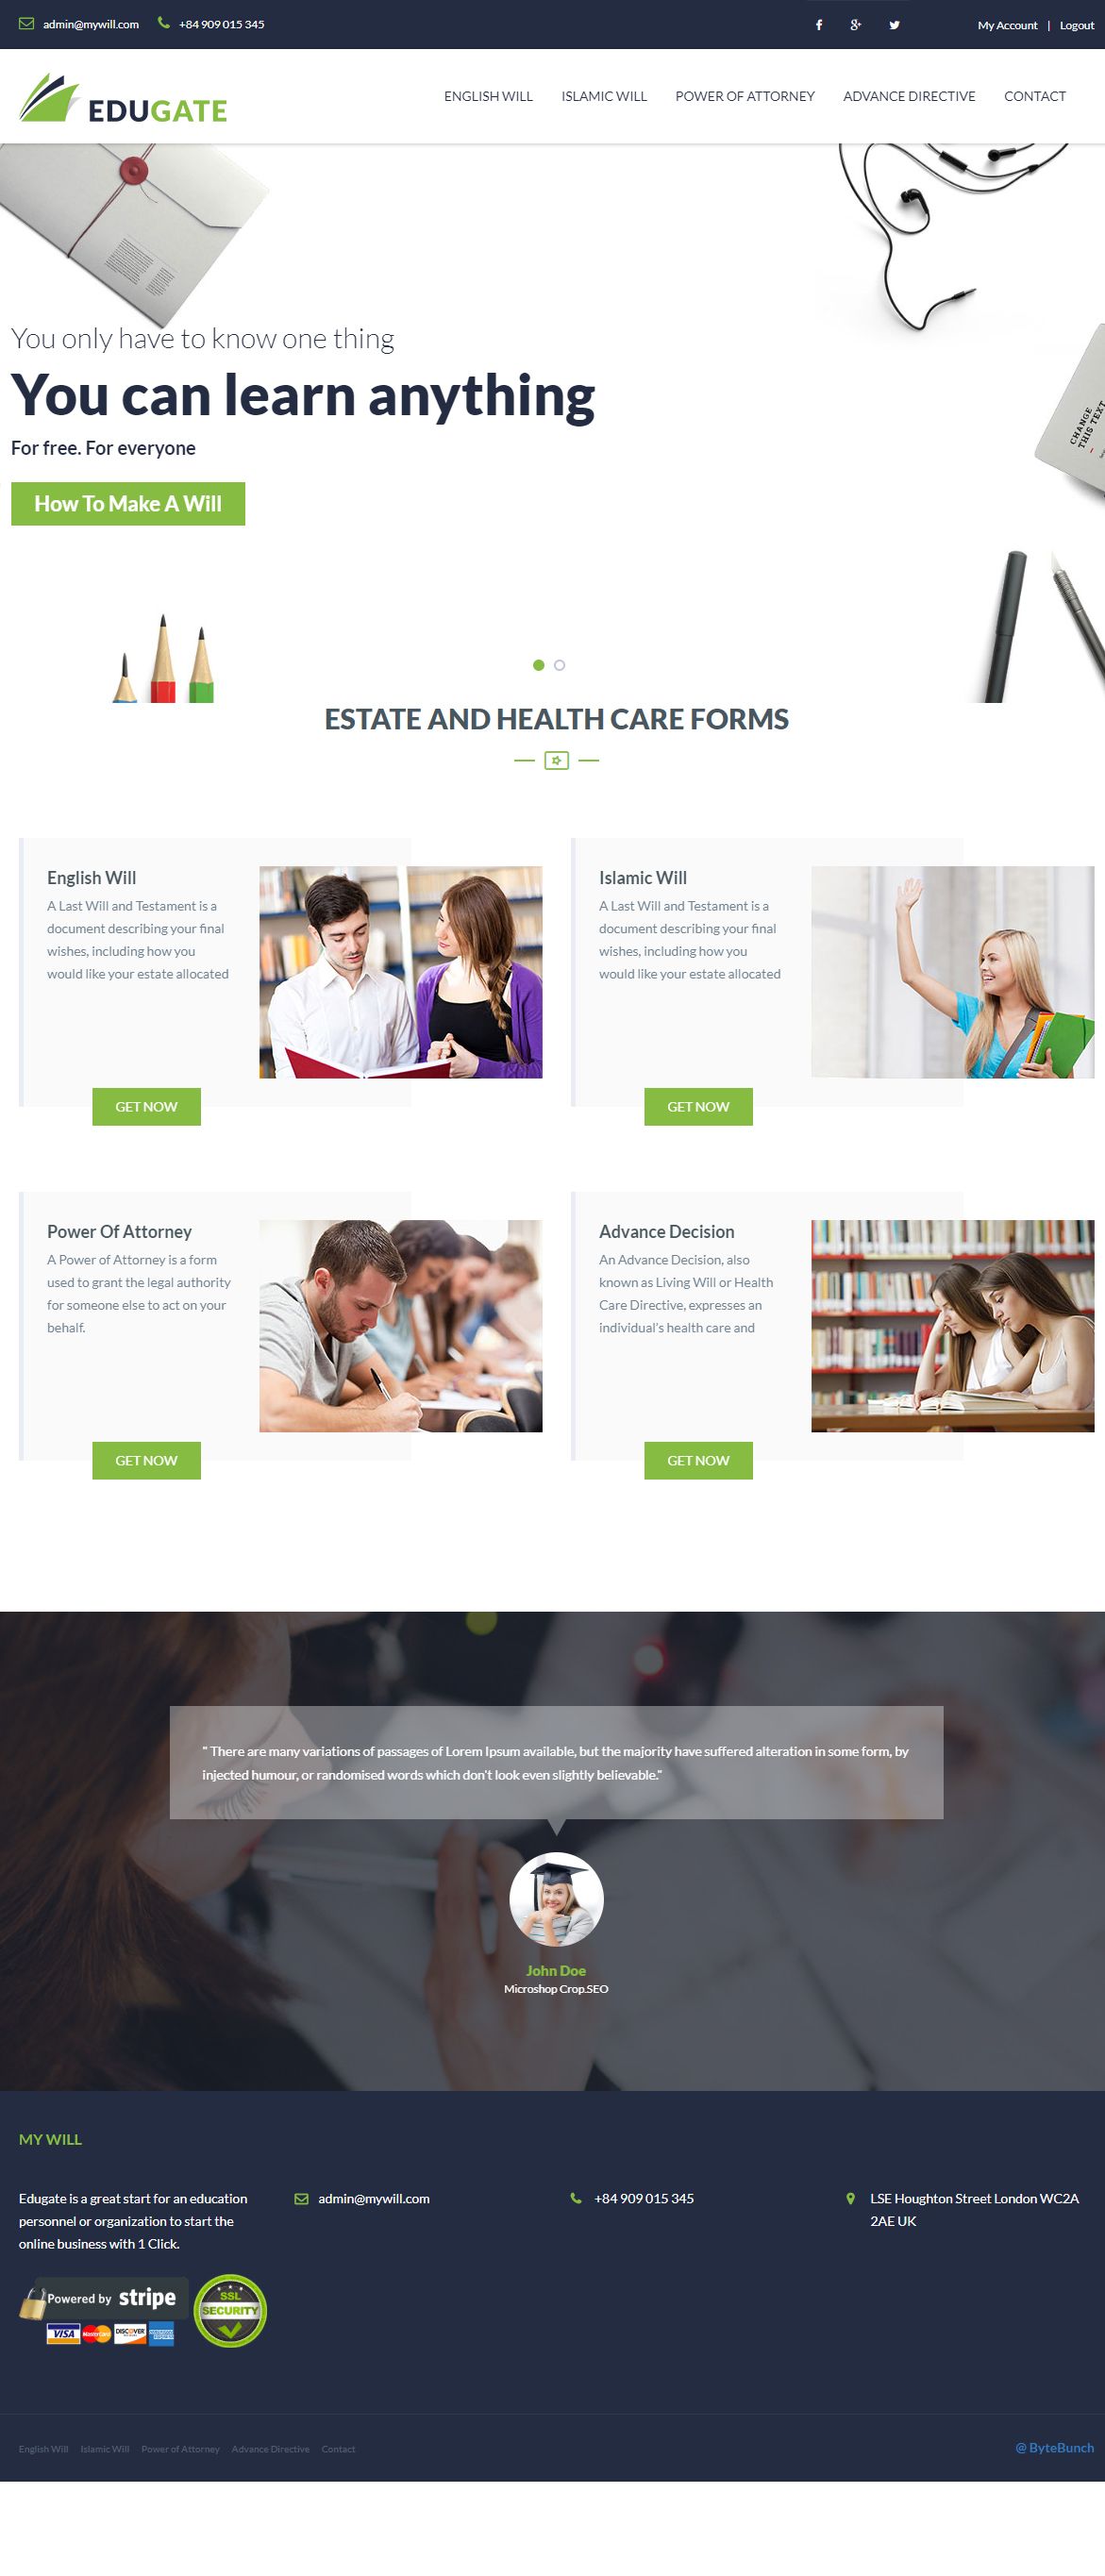 admin@mywill.com +84 909 015 345 My Account | Logout
EDUGATE
ENGLISH WILL ISLAMIC WILL POWER OF ATTORNEY ADVANCE DIRECTIVE CONTACT
CHANGE
THIS TEXT
You only have to know one thing
You can learn anything
For free. For everyone
How To Make A Will
ESTATE AND HEALTH CARE FORMS
English Will
A Last Will and Testament is a
document describing your final
wishes, including how you
would like your estate allocated
GET NOW
Islamic Will
A Last Will and Testament is a
document describing your final
wishes, including how you
would like your estate allocated
GET NOW
Power Of Attorney
A Power of Attorney is a form
used to grant the legal authority
for someone else to act on your
behalf.
GET NOW
Advance Decision
An Advance Decision, also
known as Living Will or Health
Care Directive, expresses an
individual's health care and
GET NOW
" There are many variations of passages of Lorem Ipsum available, but the majority have suffered alteration in some form, by
injected humour, or randomised words which don't look even slightly believable."
John Doe
Microshop Crop.SEO
MY WILL
Edugate is a great start for an education
personnel or organization to start the
online business with 1 Click.
admin@mywill.com
+84 909 015 345
LSE Houghton Street London WC2A
2AE UK
Powered by stripe
VISA MasterCard DISCOVER
SSL
SECURITY
English Will Islamic Will Power of Attorney Advance Directive Contact
@ ByteBunch